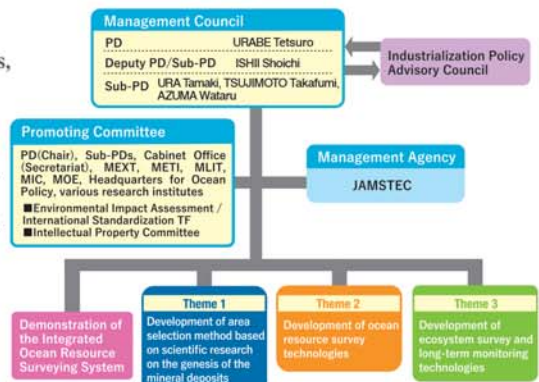 Management Council
PD URABE Tetsuro
Deputy PD/Sub-PD ISHII Shoichi
Sub-PD URA Tamaki, TSUJIMOTO Takafumi,
AZUMA Wataru
s,
Industrialization Policy
Advisory Council
Promoting Committee
PD(Chair), Sub-PDs, Cabinet Office
(Secretariat), MEXT, METI, MLIT,
MIC, MOE, Headquarters for Ocean
Policy, various research institutes
■Environmental Impact Assessment /
International Standardization TF
■Intellectual Property Committee
Management Agency
JAMSTEC
Demonstration of
the Integrated
Ocean Resource
Surveying System
Theme 1
Development of area
selection method based
on scientific research
on the genesis of the
mineral deposits
Theme 2
Development of ocean
resource survey
technologies
Theme 3
Development of
ecosystem survey and
long-term monitoring
technologies